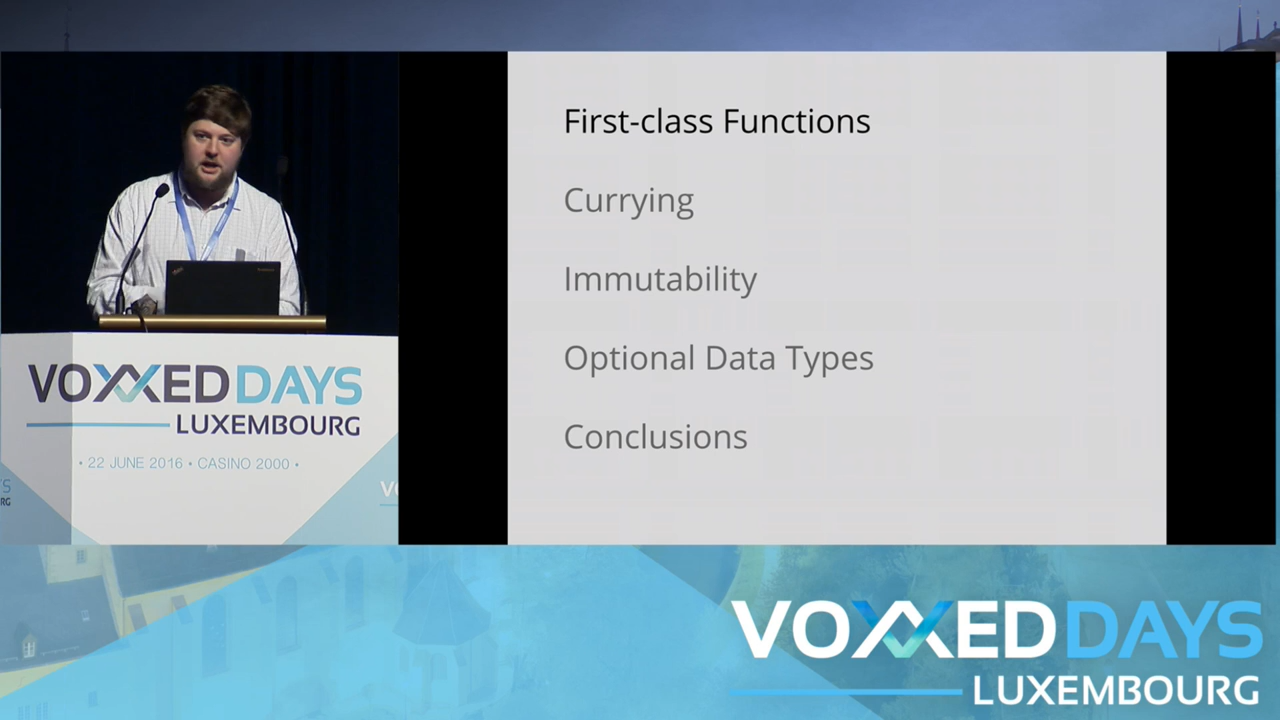 First-class Functions
Currying
Immutability
Optional Data Types
Conclusions
VOXXED DAYS
LUXEMBOURG
• 22 JUNE 2016 • CASINO 2000 •
VOXXED DAYS
LUXEMBOURG